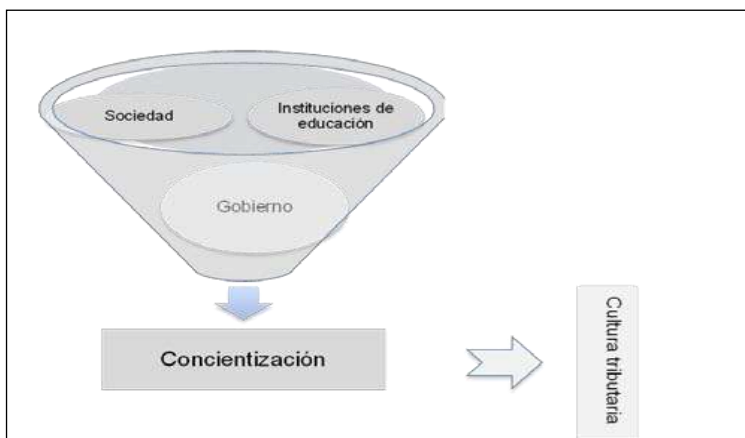 Sociedad
Instituciones de
educación
Gobierno
Concientización
Cultura tributaria